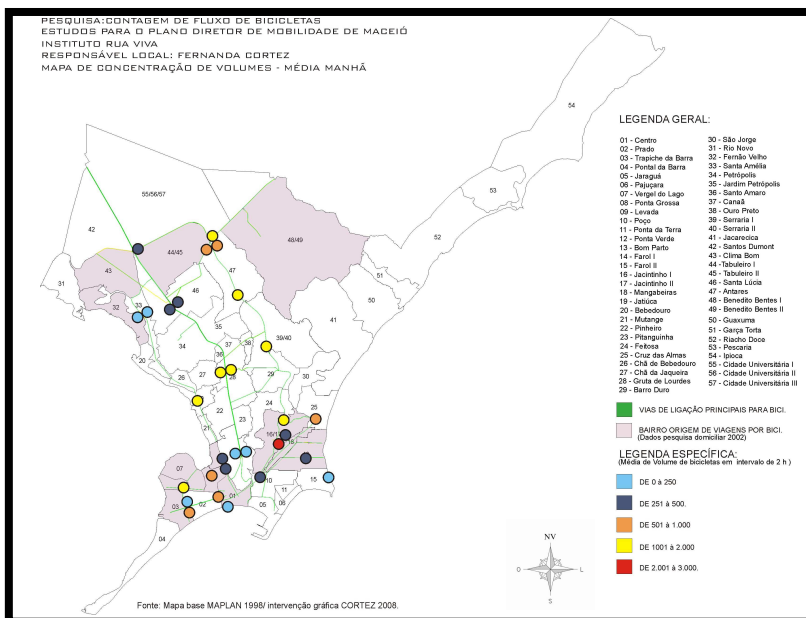 PESQUISA:CONTAGEM DE FLUXO DE BICICLETAS
ESTUDOS PARA O PLANO DIRETOR DE MOBILIDADE DE MACEIÓ
INSTITUTO RUA VIVA
RESPONSÁVEL LOCAL: FERNANDA CORTEZ
MAPA DE CONCENTRAÇÃO DE VOLUMES - MÉDIA MANHÃ
54
53
52
51
50
55/56/57
42
44/45
48/49
43
31
32
33
46
47
41
35
34
37
38
39/40
36
20
26
27
28
29
30
24
25
22
21
23
16/17
18
07
10
15
11
01
02
03
05
06
04
LEGENDA GERAL:
01 - Centro
02 - Prado
03 - Trapiche da Barra
04 - Pontal da Barra
05 - Jaraguá
06 - Pajuçara
07 - Vergel do Lago
08 - Ponta Grossa
09 - Levada
10 - Poço
11 - Ponta da Terra
12 - Ponta Verde
13 - Bom Parto
14 - Farol I
15 - Farol II
16 - Jacintinho I
17 - Jacintinho II
18 - Mangabeiras
19 - Jatiúca
20 - Bebedouro
21 - Mutange
22 - Pinheiro
23 - Pitanguinha
24 - Feitosa
25 - Cruz das Almas
26 - Chã de Bebedouro
27 - Chã da Jaqueira
28 - Gruta de Lourdes
29 - Barro Duro
30 - São Jorge
31 - Rio Novo
32 - Fernão Velho
33 - Santa Amélia
34 - Petrópolis
35 - Jardim Petrópolis
36 - Santo Amaro
37 - Canaã
38 - Ouro Preto
39 - Serraria I
40 - Serraria II
41 - Jacarecica
42 - Santos Dumont
43 - Clima Bom
44 -Tabuleiro I
45 - Tabuleiro II
46 - Santa Lúcia
47 - Antares
48 - Benedito Bentes I
49 - Benedito Bentes II
50 - Guaxuma
51 - Garça Torta
52 - Riacho Doce
53 - Pescaria
54 - Ipioca
55 - Cidade Universitária I
56 - Cidade Universitária II
57 - Cidade Universitária III
VIAS DE LIGAÇÃO PRINCIPAIS PARA BICI.
BAIRRO ORIGEM DE VIAGENS POR BICI.
(Dados pesquisa domiciliar 2002)
LEGENDA ESPECÍFICA:
(Média de Volume de bicicletas em intervalo de 2 h )
DE 0 à 250
DE 251 à 500.
DE 501 à 1.000
DE 1001 à 2.000
DE 2.001 à 3.000.
NV
O
L
S
Fonte: Mapa base MAPLAN 1998/ intervenção gráfica CORTEZ 2008.